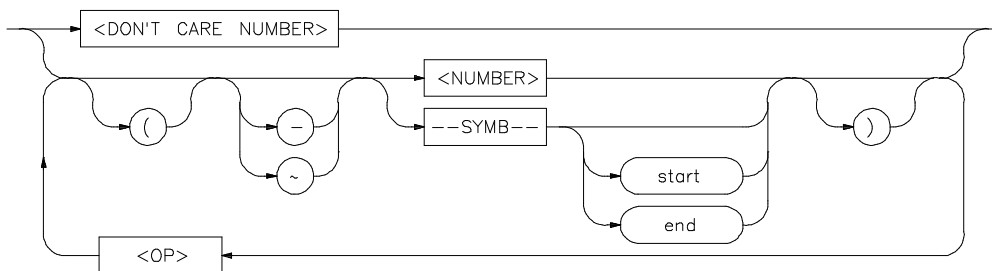 <DON'T CARE NUMBER>
<NUMBER>
(
-
~
--SYMB--
)
start
end
<OP>